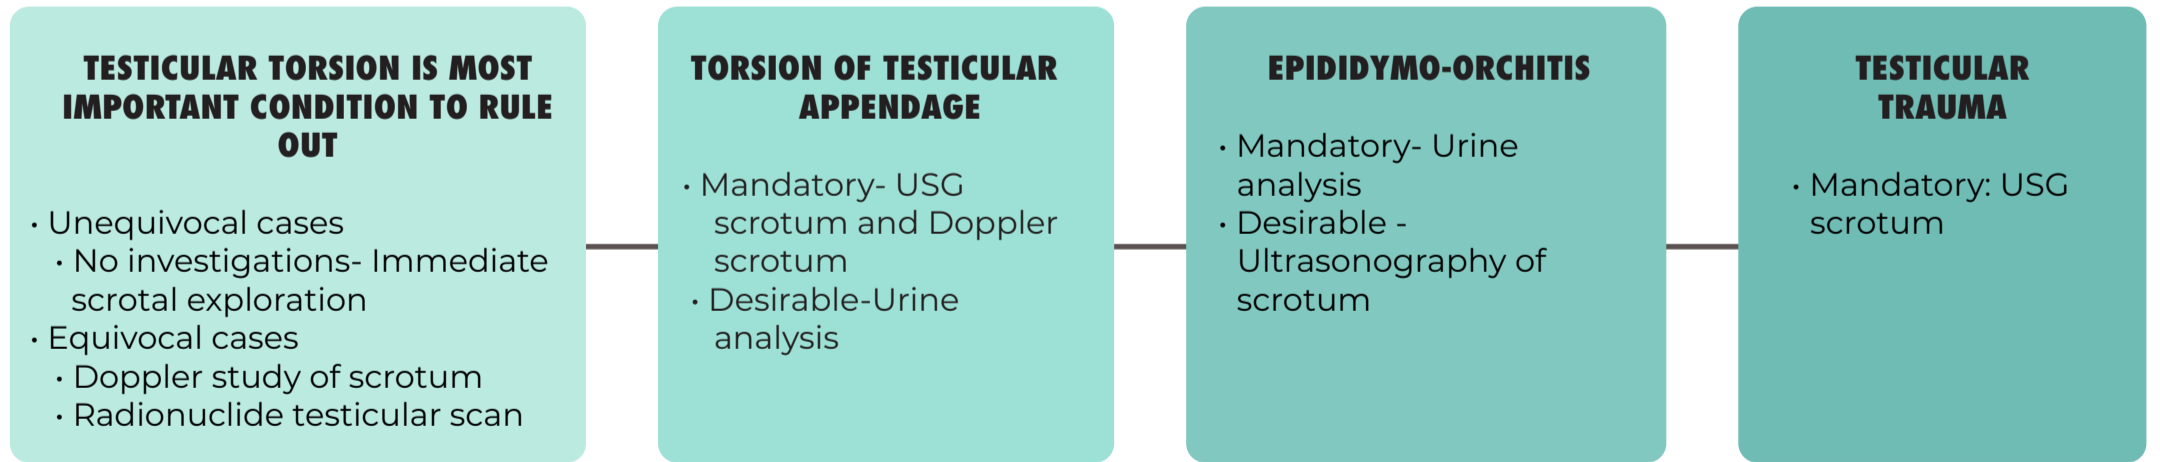 TESTICULAR TORSION IS MOST
IMPORTANT CONDITION TO RULE
OUT
• Unequivocal cases
• No investigations- Immediate
scrotal exploration
• Equivocal cases
• Doppler study of scrotum
• Radionuclide testicular scan
TORSION OF TESTICULAR
APPENDAGE
• Mandatory- USG
scrotum and Doppler
scrotum
• Desirable-Urine
analysis
EPIDIDYMO-ORCHITIS
• Mandatory- Urine
analysis
• Desirable -
Ultrasonography of
scrotum
TESTICULAR
TRAUMA
• Mandatory: USG
scrotum